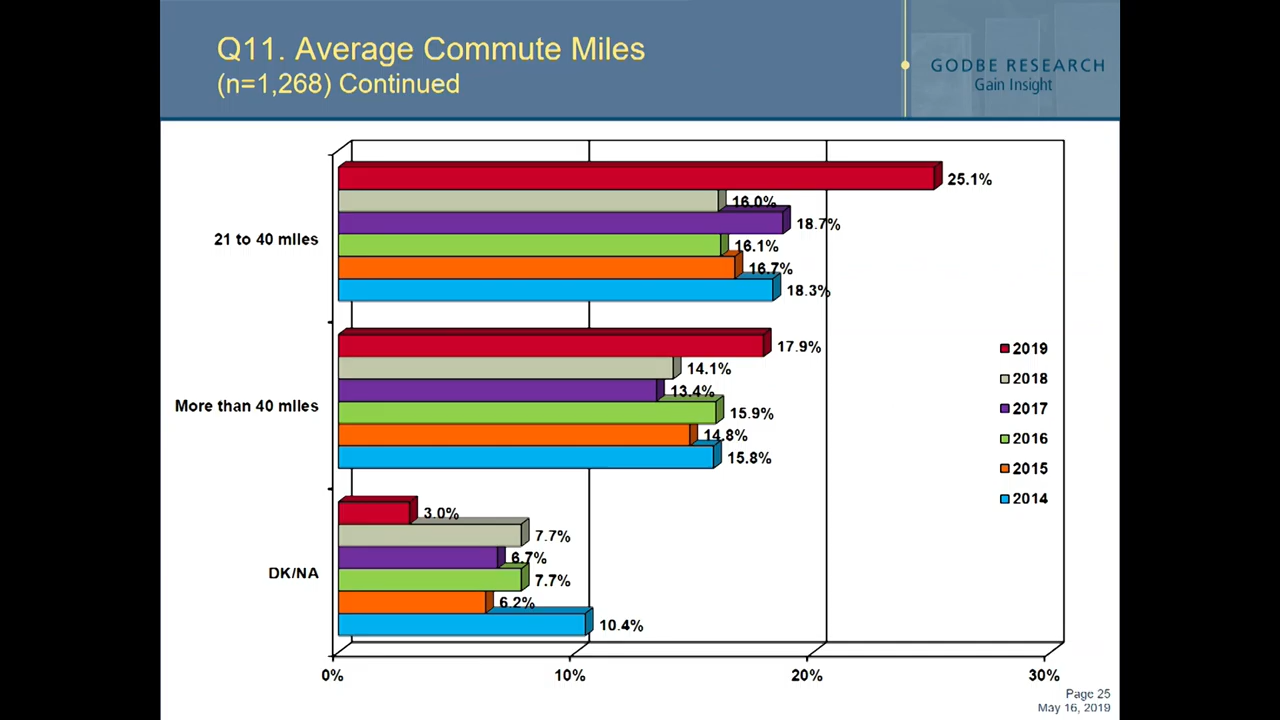 Q11. Average Commute Miles
(n=1,268) Continued
GODBE RESEARCH
Gain Insight
21 to 40 miles
25.1%
16.0%
18.7%
16.1%
16.7%
18.3%
More than 40 miles
17.9%
14.1%
13.4%
15.9%
14.8%
15.8%
DK/NA
3.0%
7.7%
6.7%
7.7%
6.2%
10.4%
2019
2018
2017
2016
2015
2014
0% 10% 20% 30%
Page 25
May 16, 2019